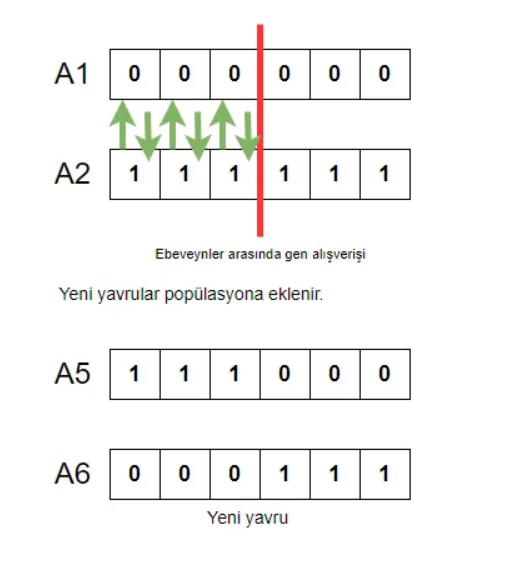 A1 0 0 0 0 0 0
A2 1 1 1 1 1 1
Ebeveynler arasında gen alışverişi
Yeni yavrular popülasyona eklenir.
A5 1 1 1 0 0 0
A6 0 0 0 1 1 1
Yeni yavru